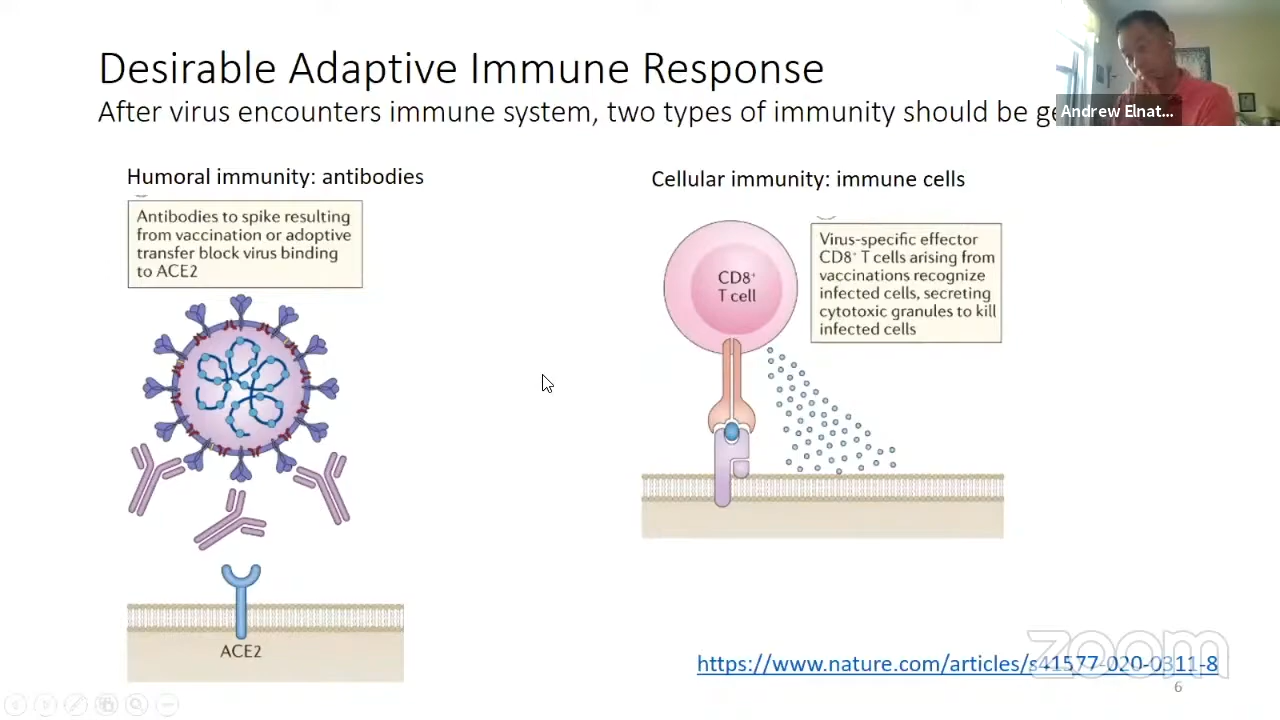 Desirable Adaptive Immune Response
After virus encounters immune system, two types of immunity should be
Andrew Elnat...
Humoral immunity: antibodies
Antibodies to spike resulting
from vaccination or adoptive
transfer block virus binding
to ACE2
ACE2
Cellular immunity: immune cells
CD8⁺
T cell
Virus-specific effector
CD8⁺ T cells arising from
vaccinations recognize
infected cells, secreting
cytotoxic granules to kill
infected cells
https://www.nature.com/articles/s41577-020-0311-8
zoom
6